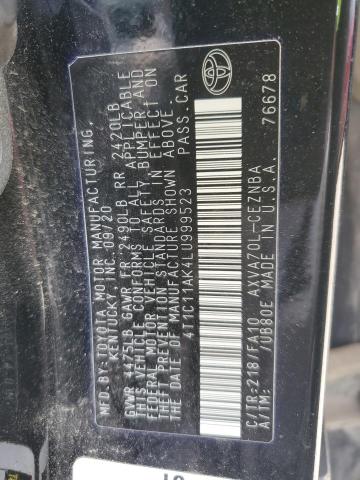 MFD.BY:TOYOTA MOTOR MANUFACTURING,
KENTUCKY, INC. 09/20
GVWR 4475LB GAWR FR 2490LB RR 2420LB
THIS VEHICLE CONFORMS TO ALL APPLICABLE
FEDERAL MOTOR VEHICLE SAFETY, BUMPER, AND
THEFT PREVENTION STANDARDS IN EFFECT ON
THE DATE OF MANUFACTURE SHOWN ABOVE.
4T1C11AK4LU999523 PASS.CAR
C/TR:218/FA10 AXVA70L-CEZNBA
A/TM: /UB80E MADE IN U.S.A. 76678